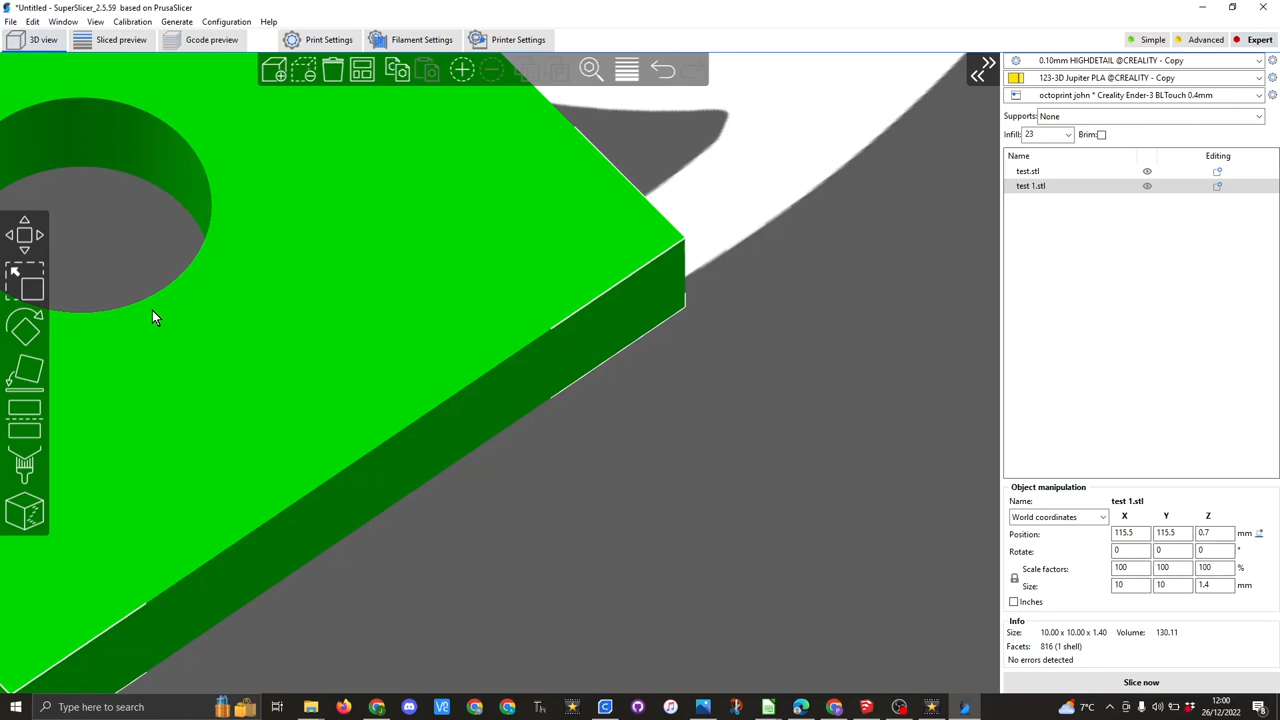 *Untitled - SuperSlicer_2.5.59 based on PrusaSlicer
File Edit Window View Calibration Generate Configuration Help
3D view Sliced preview Gcode preview Print Settings Filament Settings Printer Settings Simple Advanced Expert
0.10mm HIGHDETAIL @CREALITY - Copy
123-3D Jupiter PLA @CREALITY - Copy
octoprint john * Creality Ender-3 BLTouch 0.4mm
Supports: None
Infill: 23 Brim:
Name Editing
test.stl
test 1.stl
Object manipulation
Name: test 1.stl
World coordinates X Y Z
Position: 115.5 115.5 0.7 mm
Rotate: 0 0 0 °
Scale factors: 100 100 100 %
Size: 10 10 1.4 mm
Inches
Info
Size: 10.00 x 10.00 x 1.40 Volume: 130.11
Facets: 816 (1 shell)
No errors detected
Slice now
Type here to search
7°C 12:00
26/12/2022